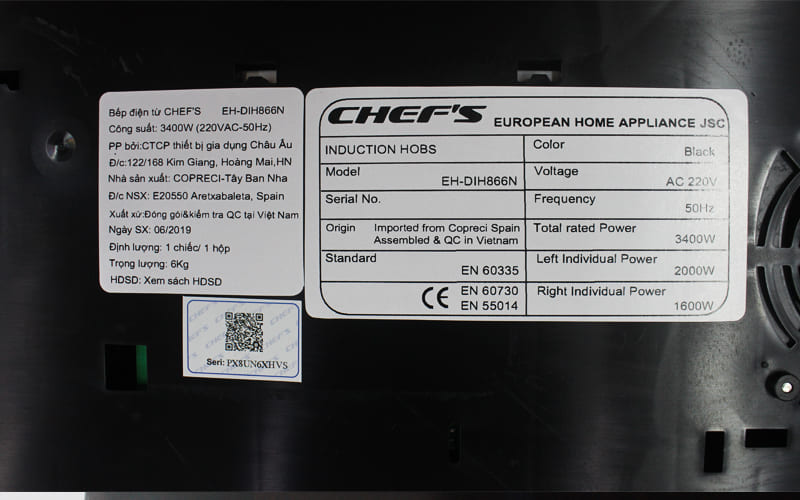 Bếp điện từ CHEF'S EH-DIH866N
Công suất: 3400W (220VAC-50Hz)
PP bởi:CTCP thiết bị gia dụng Châu Âu
Đ/c:122/168 Kim Giang, Hoàng Mai,HN
Nhà sản xuất: COPRECI-Tây Ban Nha
Đ/c NSX: E20550 Aretxabaleta, Spain
Xuất xứ:Đóng gói&kiểm tra QC tại Việt Nam
Ngày SX: 06/2019
Định lượng: 1 chiếc/ 1 hộp
Trọng lượng: 6Kg
HDSD: Xem sách HDSD
CHEF'S EUROPEAN HOME APPLIANCE JSC
INDUCTION HOBS
Color Black
Model EH-DIH866N
Voltage AC 220V
Serial No.
Frequency 50Hz
Origin Imported from Copreci Spain
Assembled & QC in Vietnam
Total rated Power 3400W
Standard EN 60335
Left Individual Power 2000W
CE EN 60730
EN 55014
Right Individual Power 1600W
CHEF'S
Seri: PX8UN6XHVS